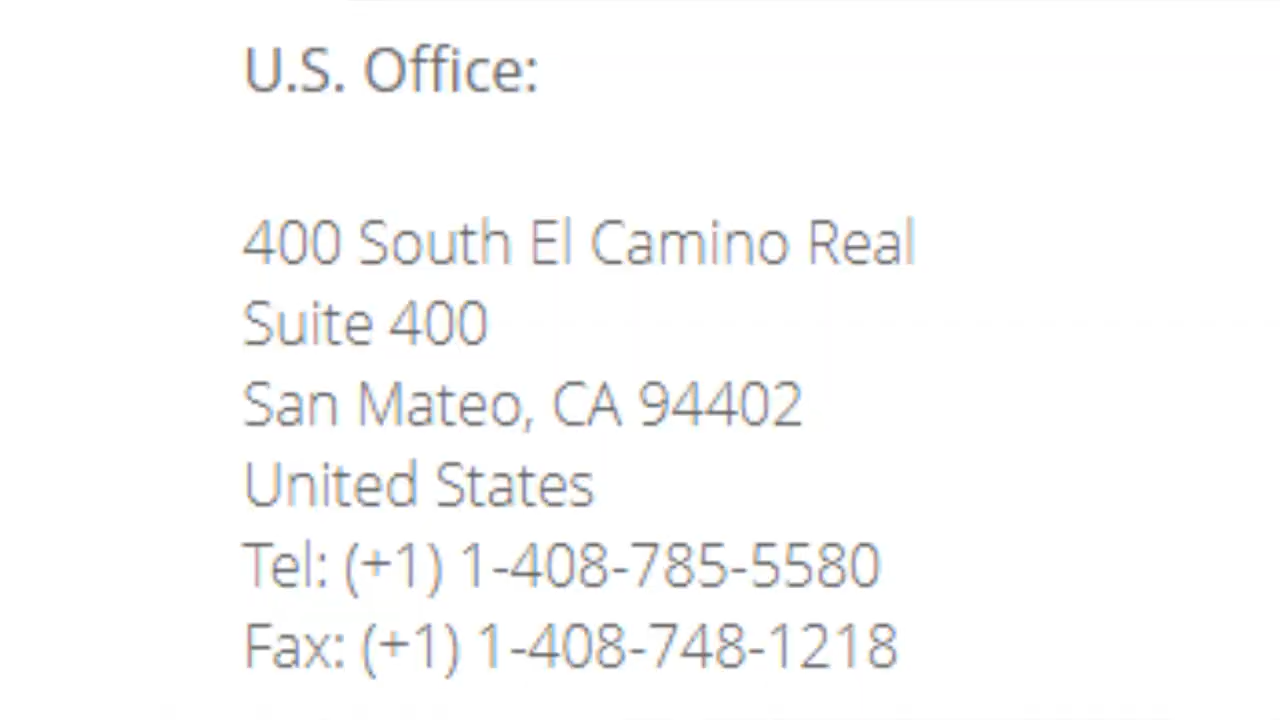 U.S. Office:
400 South El Camino Real
Suite 400
San Mateo, CA 94402
United States
Tel: (+1) 1-408-785-5580
Fax: (+1) 1-408-748-1218